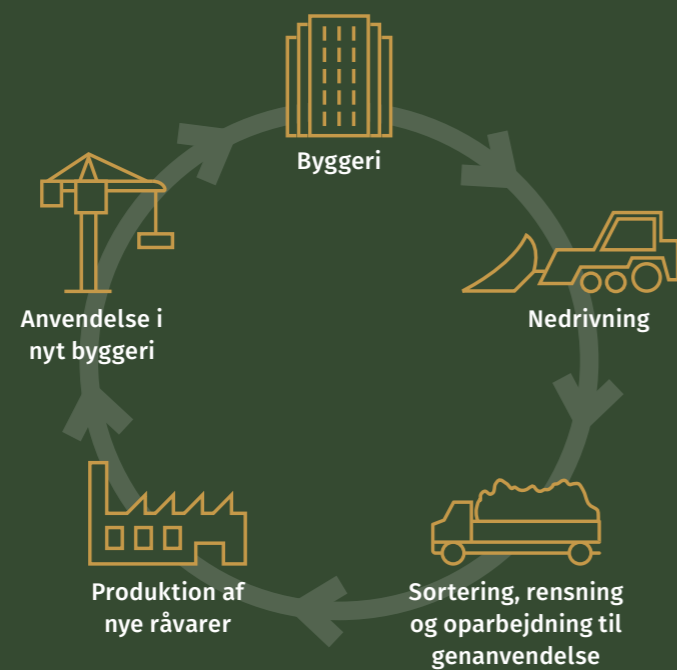 Byggeri
Nedrivning
Sortering, rensning
og oparbejdning til
genanvendelse
Produktion af
nye råvarer
Anvendelse i
nyt byggeri